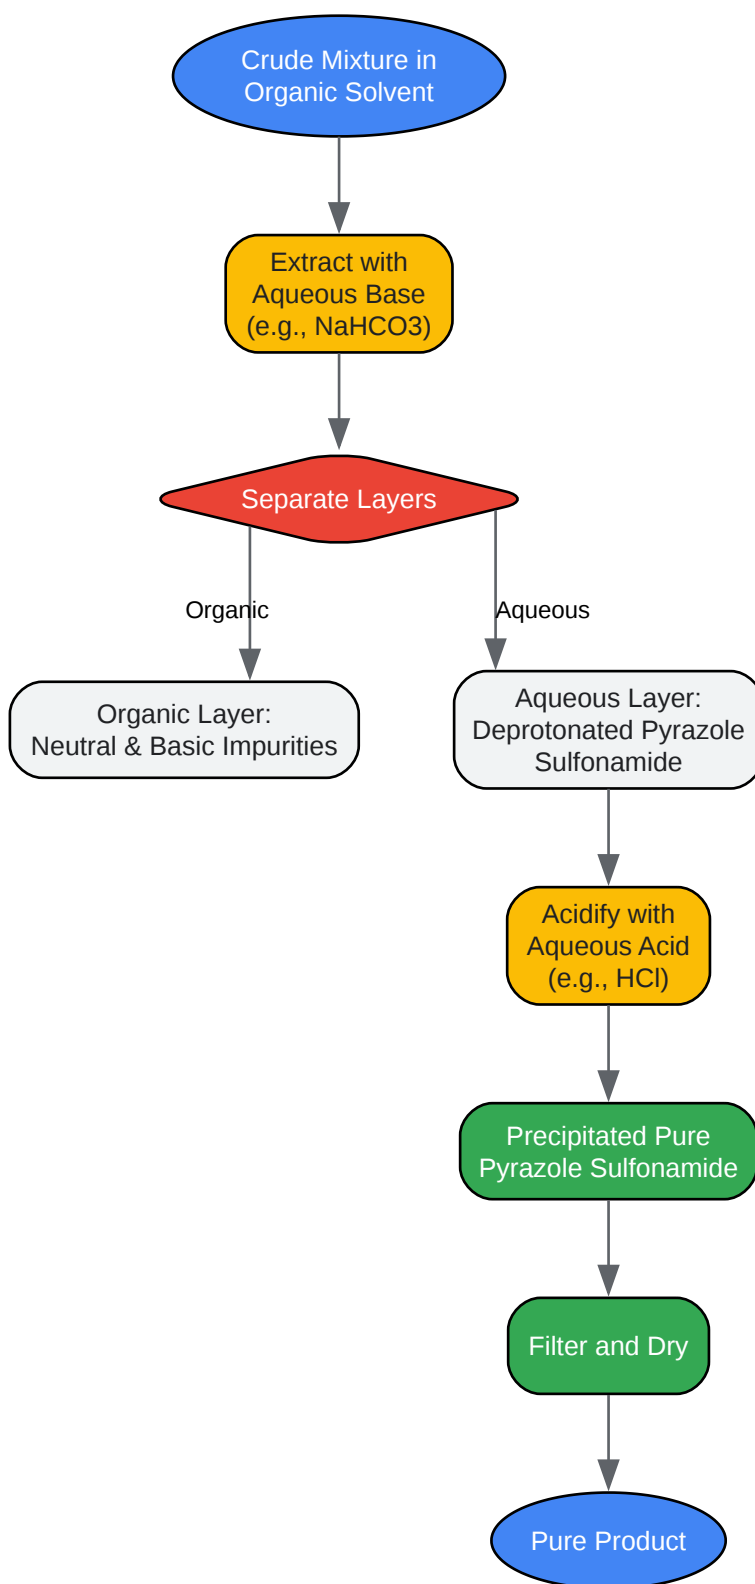 Crude Mixture in
Organic Solvent
Extract with
Aqueous Base
(e.g., NaHCO3)
Separate Layers
Organic
Aqueous
Organic Layer:
Neutral & Basic Impurities
Aqueous Layer:
Deprotonated Pyrazole
Sulfonamide
Acidify with
Aqueous Acid
(e.g., HCl)
Precipitated Pure
Pyrazole Sulfonamide
Filter and Dry
Pure Product